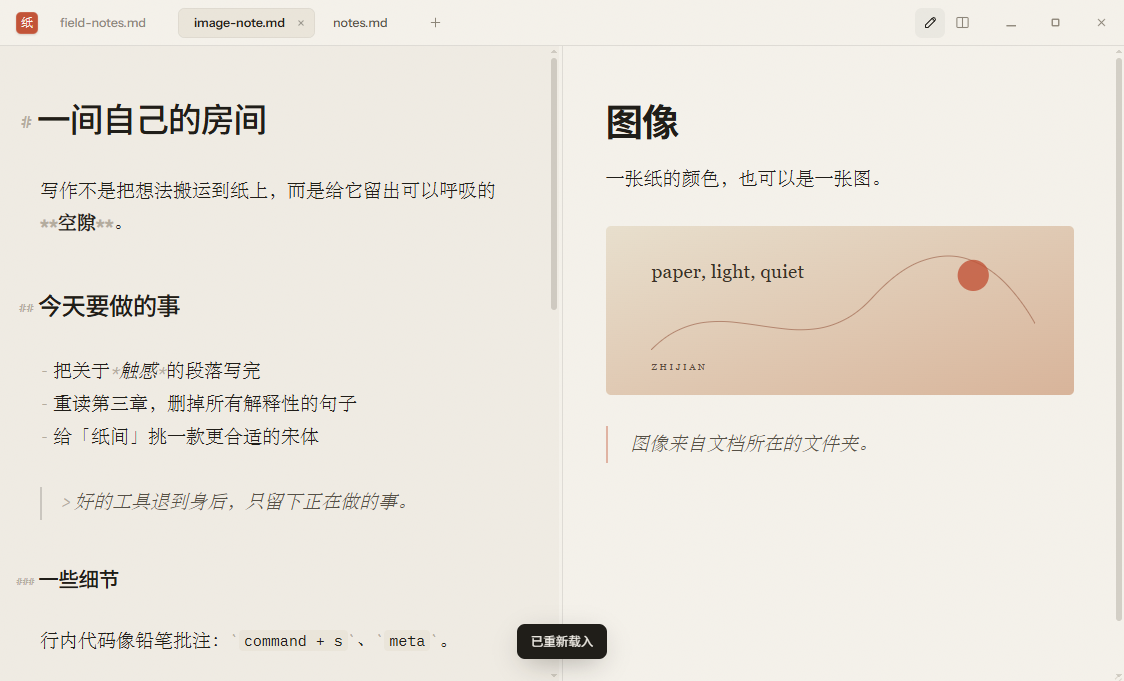 纸 field-notes.md image-note.md × notes.md +
# 一间自己的房间
写作不是把想法搬运到纸上，而是给它留出可以呼吸的
**空隙**。
## 今天要做的事
- 把关于*触感*的段落写完
- 重读第三章，删掉所有解释性的句子
- 给「纸间」挑一款更合适的宋体
> 好的工具退到身后，只留下正在做的事。
### 一些细节
行内代码像铅笔批注：`command + s`、`meta`。
图像
一张纸的颜色，也可以是一张图。
paper, light, quiet
ZHIJIAN
图像来自文档所在的文件夹。
已重新载入